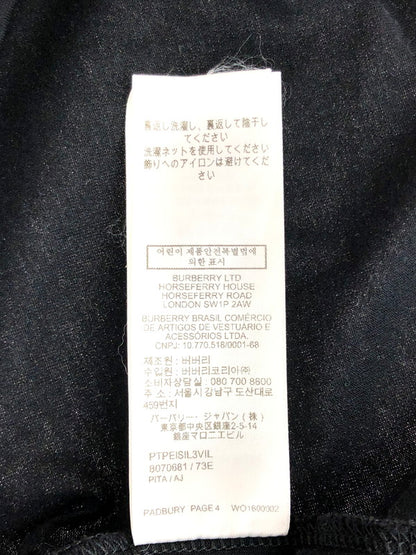 裏返し洗濯し、裏返して陰干し
てください
洗濯ネットを使用してください
飾りへのアイロンは避けてくだ
さい
어린이 제품안전특별법에
의한 표시
BURBERRY LTD
HORSEFERRY HOUSE
HORSEFERRY ROAD
LONDON SW1P 2AW
BURBERRY BRASIL COMÉRCIO
DE ARTIGOS DE VESTUÁRIO E
ACESSÓRIOS LTDA.
CNPJ: 10.770.518/0001-68
제조원 : 버버리
수입원 : 버버리코리아(주)
소비자상담실 : 080 700 8600
주소 : 서울시 강남구 도산대로
459번지
バーバリー・ジャパン（株）
東京都中央区銀座2-5-14
銀座マロニエビル
PTPEISIL3VIL
8070681 / 73E
PITA / AJ
PADBURY PAGE 4 WO1600302